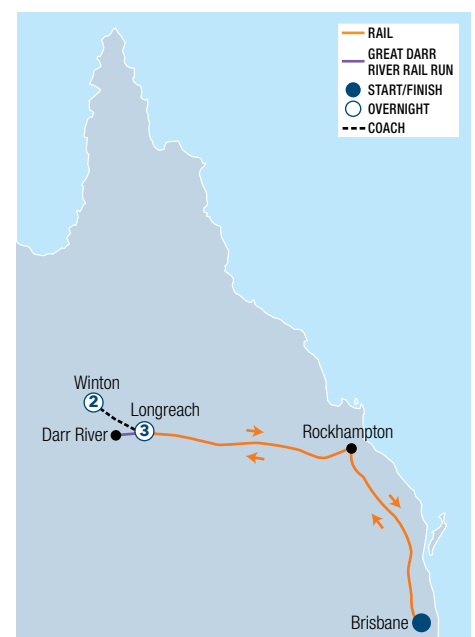 RAIL
GREAT DARR
RIVER RAIL RUN
START/FINISH
OVERNIGHT
COACH
Winton
2
Longreach
3
Darr River
Rockhampton
Brisbane